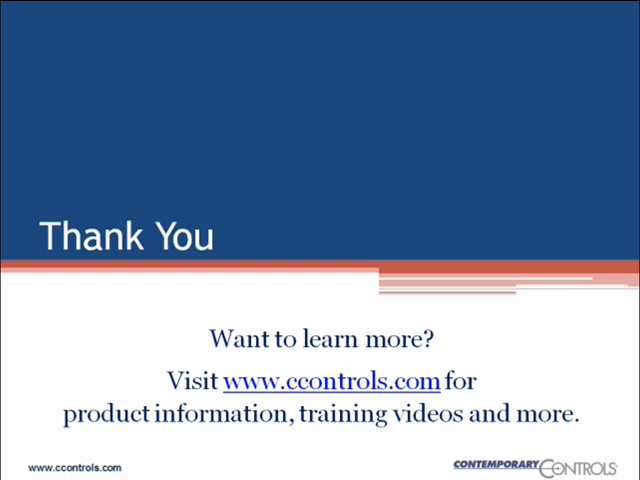 Thank You
Want to learn more?
Visit www.ccontrols.com for
product information, training videos and more.
www.ccontrols.com
CONTEMPORARY CONTROLS®